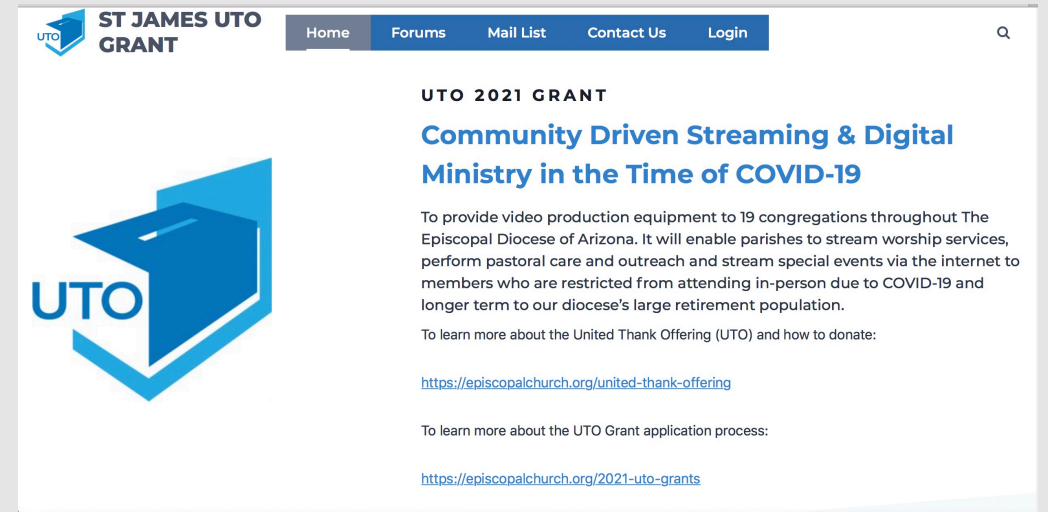 UTO
ST JAMES UTO
GRANT
Home Forums Mail List Contact Us Login
UTO 2021 GRANT
Community Driven Streaming & Digital
Ministry in the Time of COVID-19
To provide video production equipment to 19 congregations throughout The
Episcopal Diocese of Arizona. It will enable parishes to stream worship services,
perform pastoral care and outreach and stream special events via the internet to
members who are restricted from attending in-person due to COVID-19 and
longer term to our diocese’s large retirement population.
To learn more about the United Thank Offering (UTO) and how to donate:
https://episcopalchurch.org/united-thank-offering
To learn more about the UTO Grant application process:
https://episcopalchurch.org/2021-uto-grants
UTO